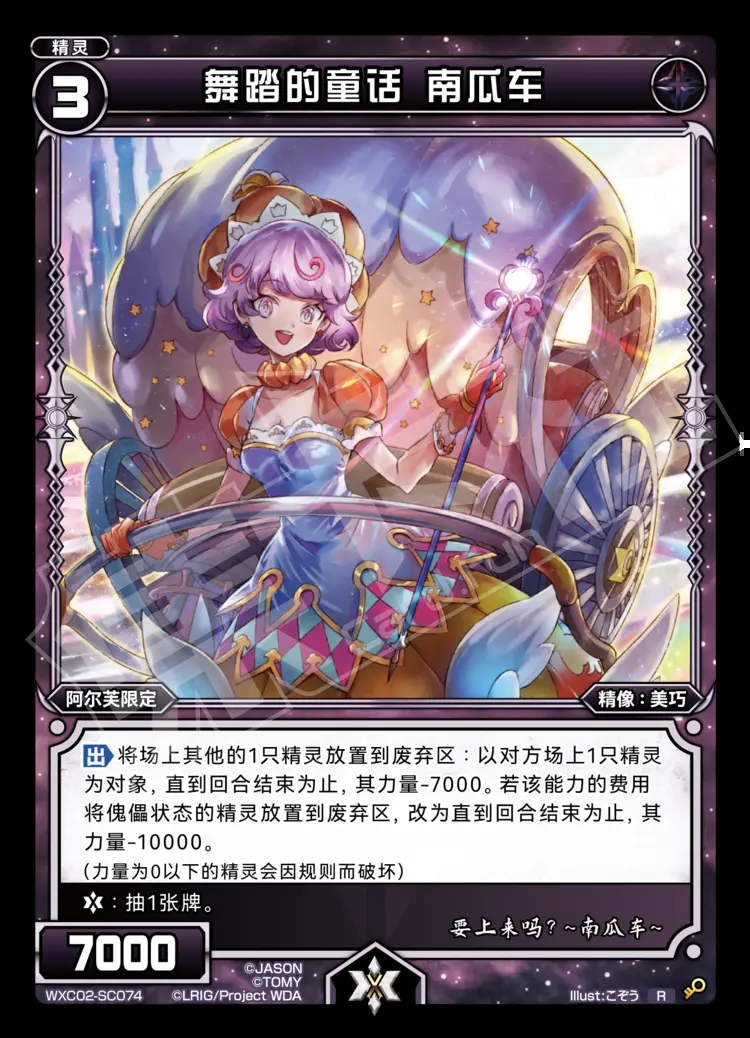 精灵
3
舞踏的童话 南瓜车
阿尔芙限定
精像：美巧
出 将场上其他的1只精灵放置到废弃区：以对方场上1只精灵
为对象，直到回合结束为止，其力量-7000。若该能力的费用
将傀儡状态的精灵放置到废弃区，改为直到回合结束为止，其
力量-10000。
（力量为0以下的精灵会因规则而破坏）
：抽1张牌。
要上来吗？~南瓜车~
7000
©JASON
©TOMY
WXC02-SC074 ©LRIG/Project WDA
Illust:こぞう R